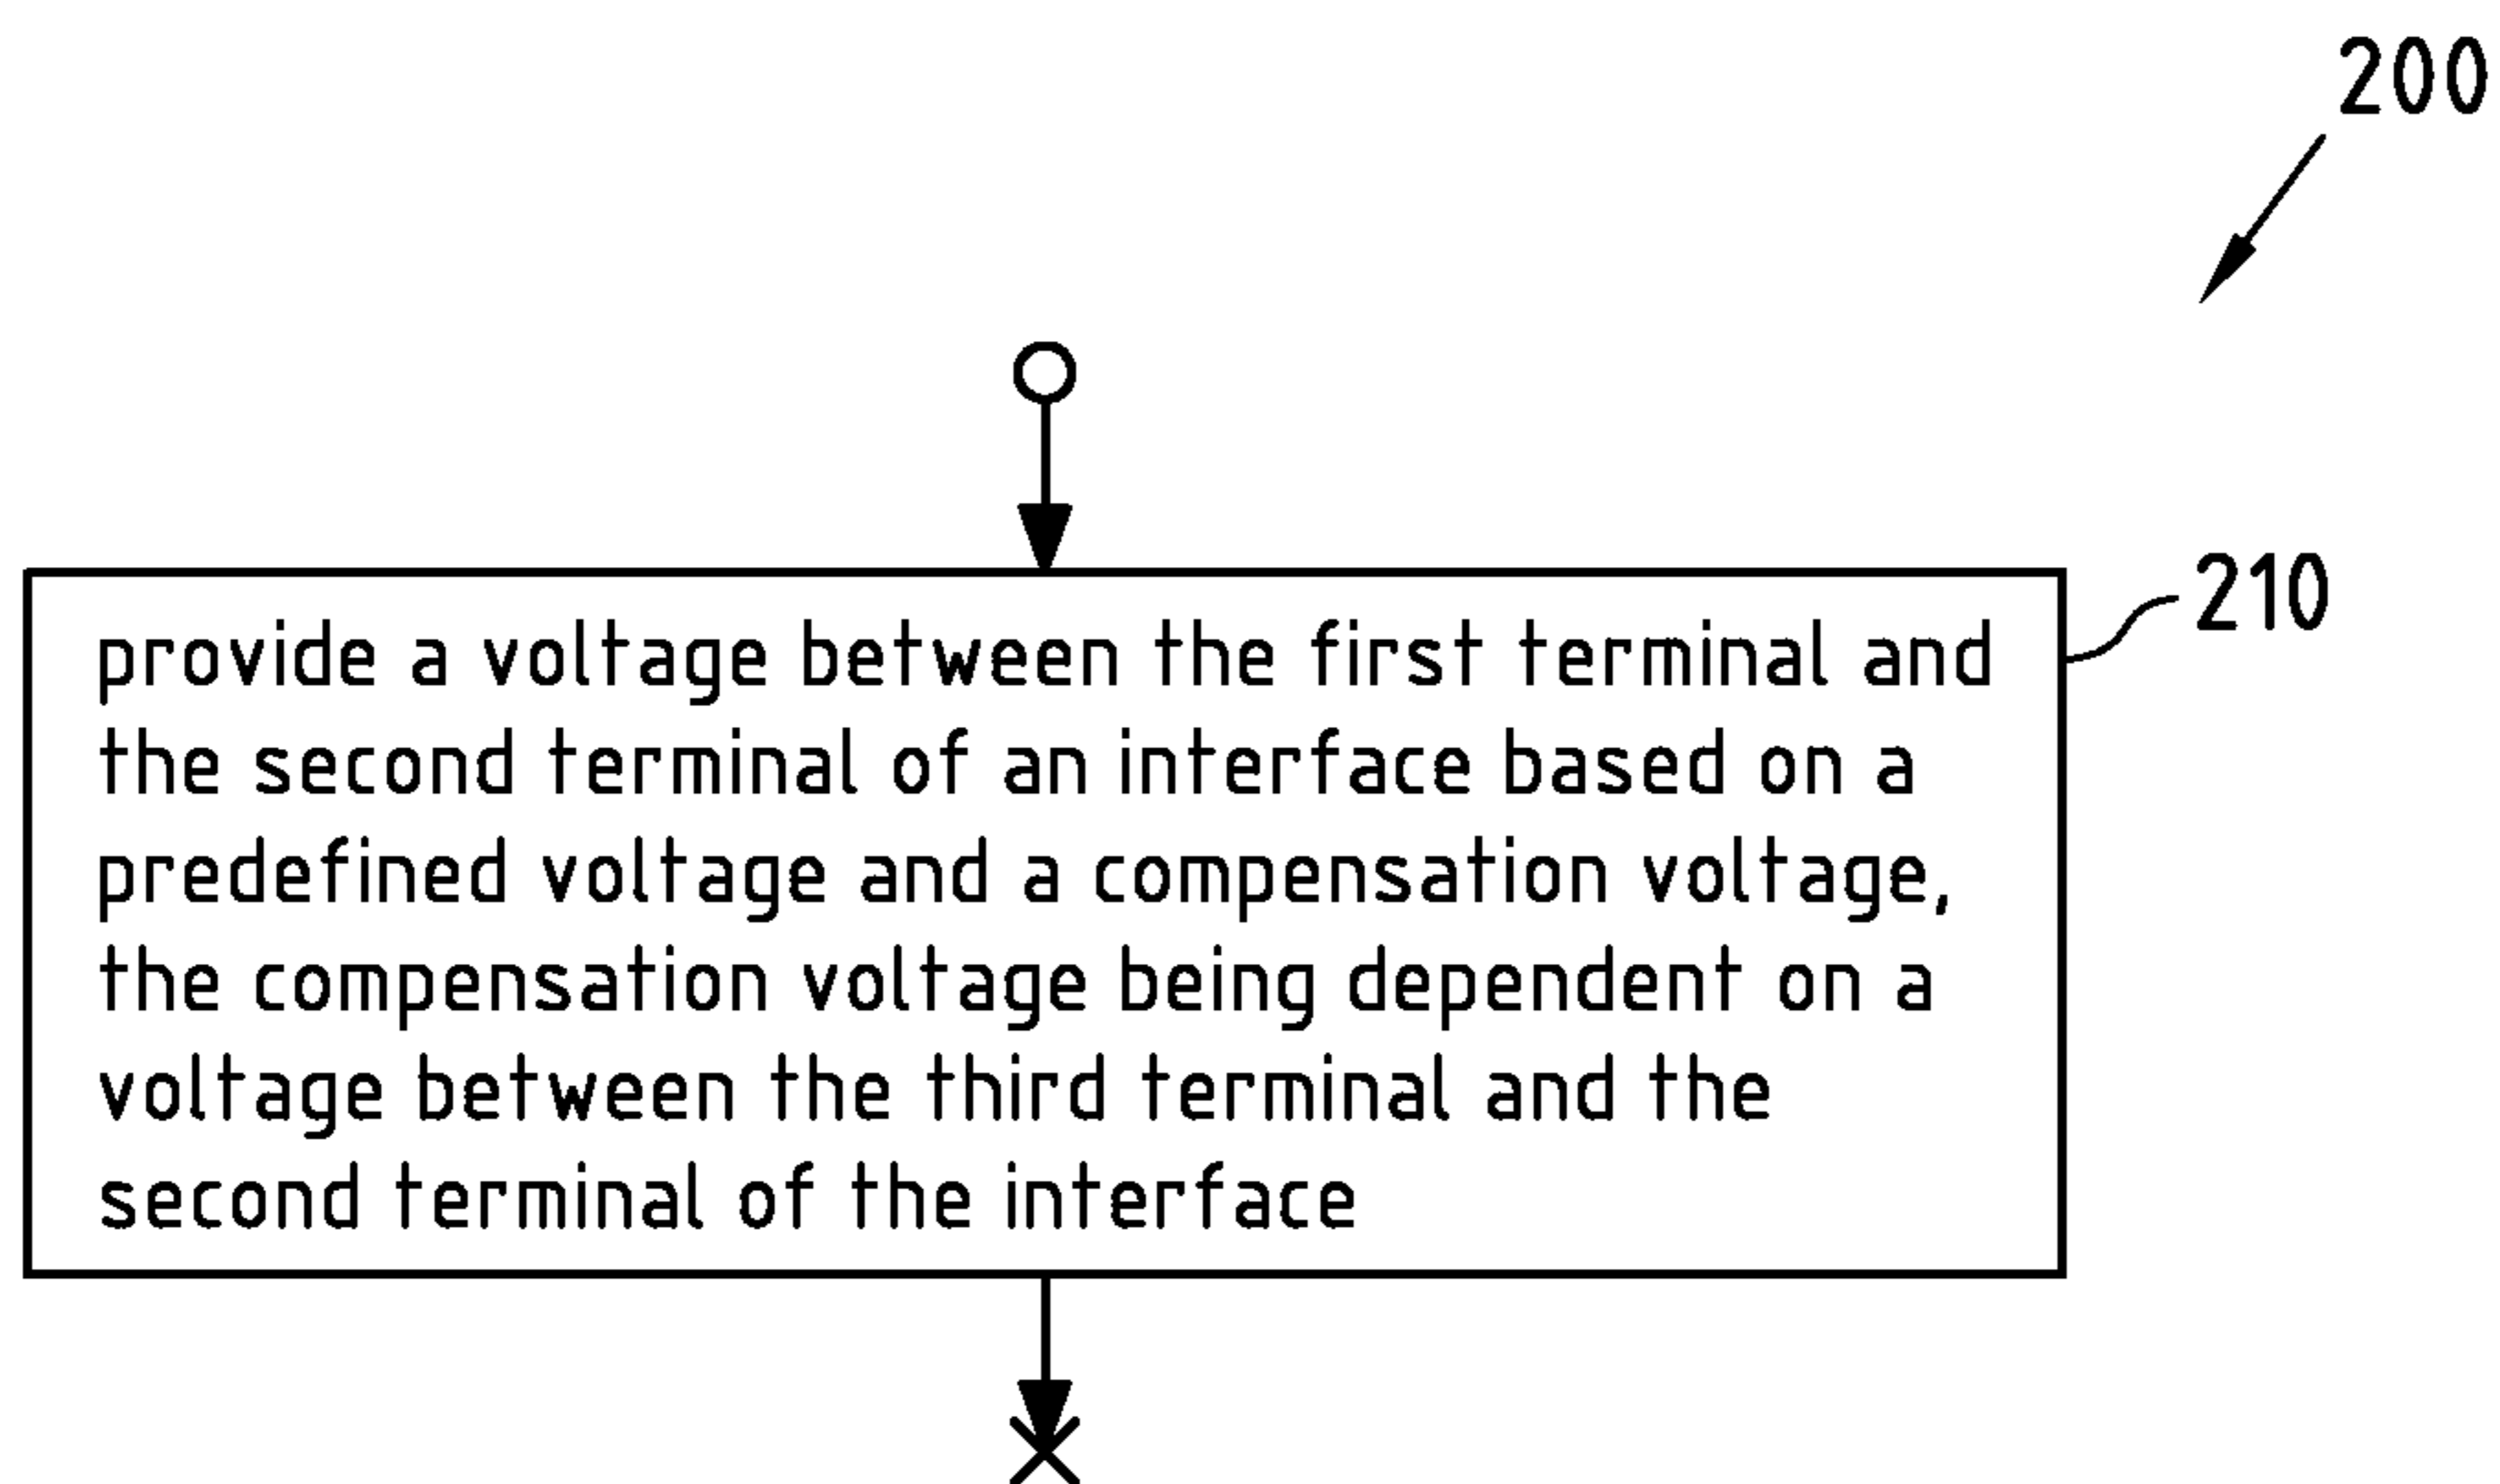 200
210
provide a voltage between the first terminal and
the second terminal of an interface based on a
predefined voltage and a compensation voltage,
the compensation voltage being dependent on a
voltage between the third terminal and the
second terminal of the interface